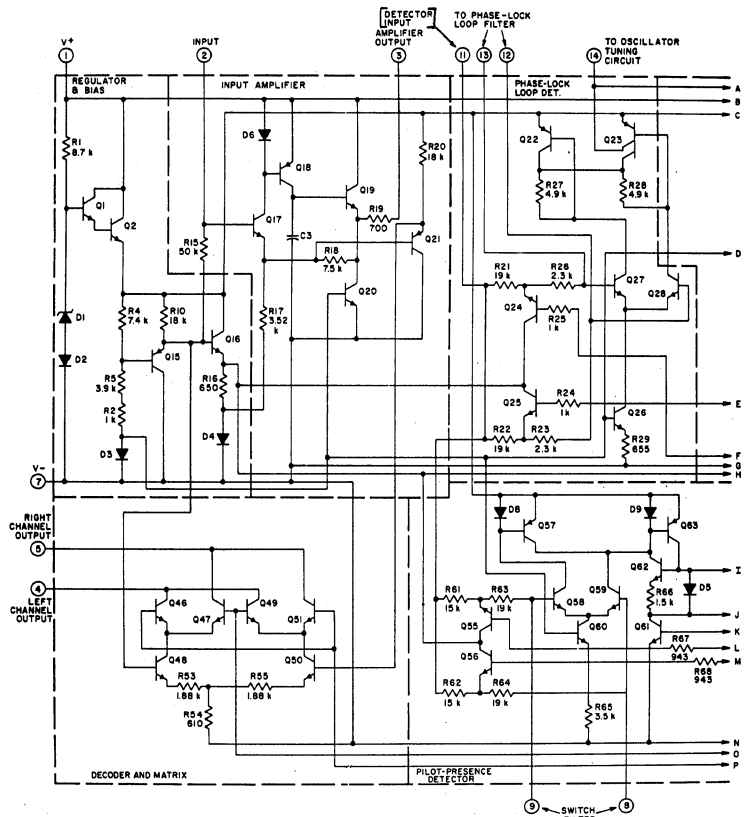 [DETECTOR
INPUT]
AMPLIFIER
OUTPUT
TO PHASE-LOCK
LOOP FILTER
TO OSCILLATOR
TUNING
CIRCUIT
V+
INPUT
1
2
3
11
13
12
14
REGULATOR
& BIAS
INPUT AMPLIFIER
PHASE-LOCK
LOOP DET.
A
B
C
D
E
F
G
H
R1
8.7 k
Q1
Q2
D1
D2
R4
7.4 k
R10
18 k
R5
3.9 k
R2
1 k
D3
Q15
Q16
R15
50 k
R16
650
D4
D6
Q17
Q18
C3
R17
3.52
k
R18
7.5 k
Q19
R19
700
Q20
R20
18 k
Q21
Q22
Q23
R27
4.9 k
R28
4.9 k
R21
19 k
R26
2.3 k
Q24
R25
1 k
Q27
Q28
Q25
R24
1 k
R22
19 k
R23
2.3 k
Q26
R29
655
V-
7
RIGHT
CHANNEL
OUTPUT
5
4
LEFT
CHANNEL
OUTPUT
Q46
Q47
Q49
Q51
Q48
Q50
R53
1.88 k
R55
1.88 k
R54
610
D8
Q57
D9
Q63
Q62
R66
1.5 k
D5
R61
15 k
R63
19 k
Q55
Q58
Q59
Q60
Q61
R67
943
R68
943
Q56
R62
15 k
R64
19 k
R65
3.5 k
I
J
K
L
M
N
O
P
DECODER AND MATRIX
PILOT-PRESENCE
DETECTOR
9
SWITCH
8